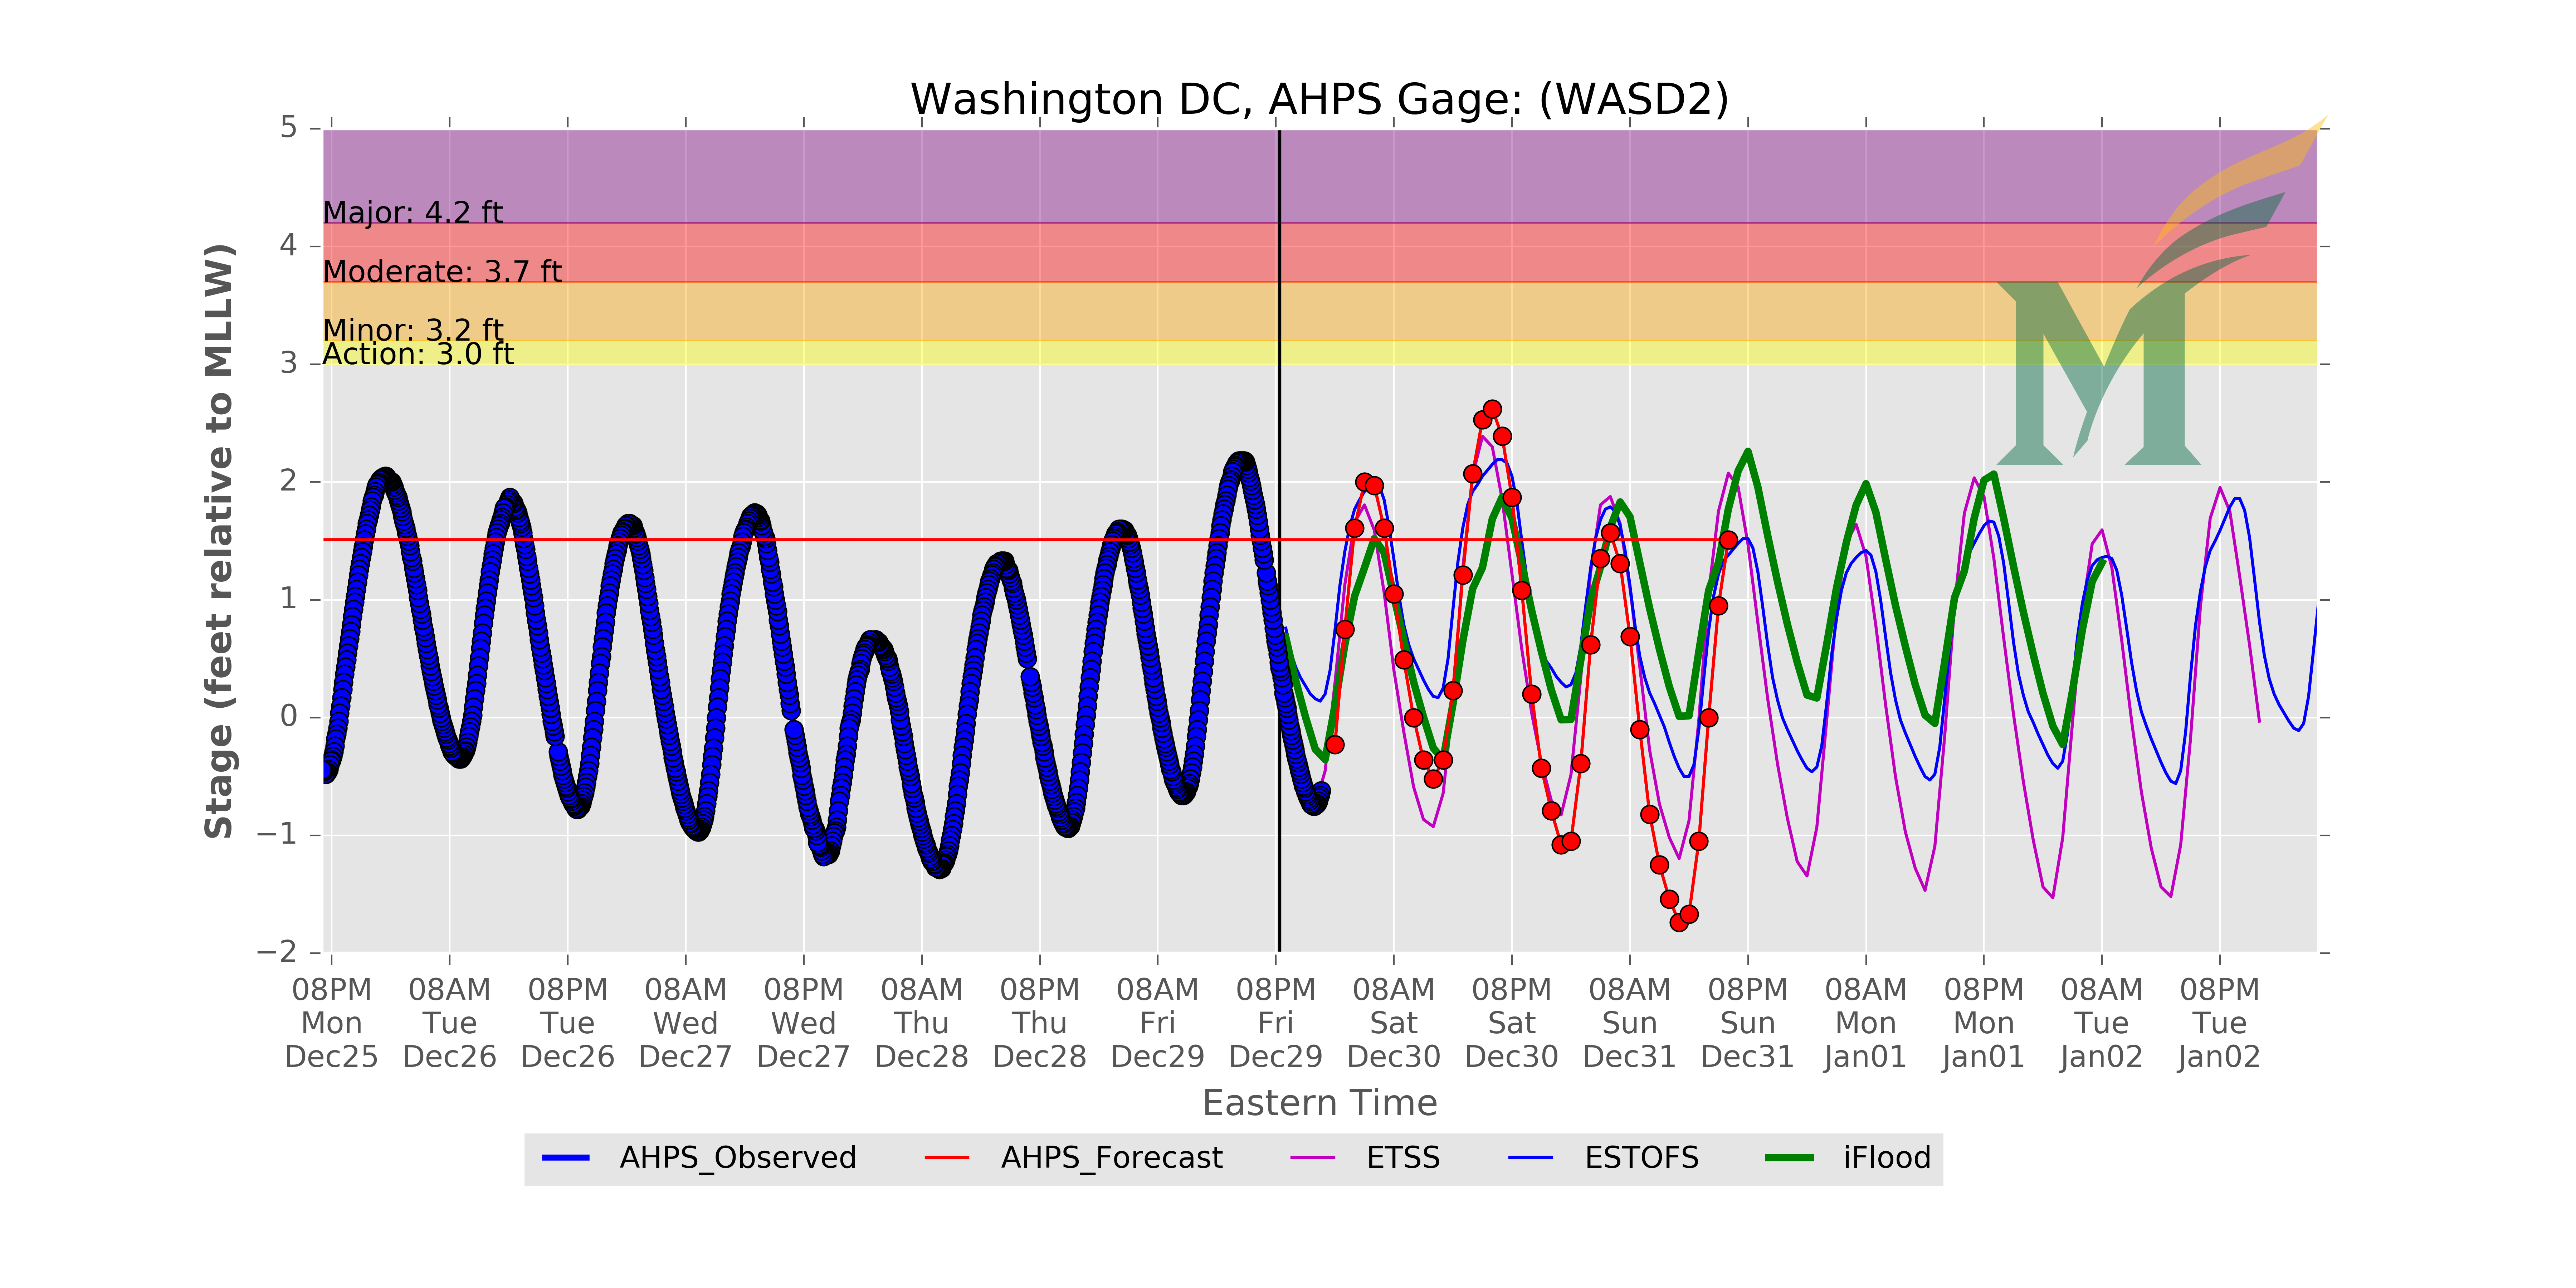 Washington DC, AHPS Gage: (WASD2)
5
4
3
2
1
0
−1
−2
Stage (feet relative to MLLW)
Major: 4.2 ft
Moderate: 3.7 ft
Minor: 3.2 ft
Action: 3.0 ft
M
08PM Mon Dec25
08AM Tue Dec26
08PM Tue Dec26
08AM Wed Dec27
08PM Wed Dec27
08AM Thu Dec28
08PM Thu Dec28
08AM Fri Dec29
08PM Fri Dec29
08AM Sat Dec30
08PM Sat Dec30
08AM Sun Dec31
08PM Sun Dec31
08AM Mon Jan01
08PM Mon Jan01
08AM Tue Jan02
08PM Tue Jan02
Eastern Time
AHPS_Observed AHPS_Forecast ETSS ESTOFS iFlood